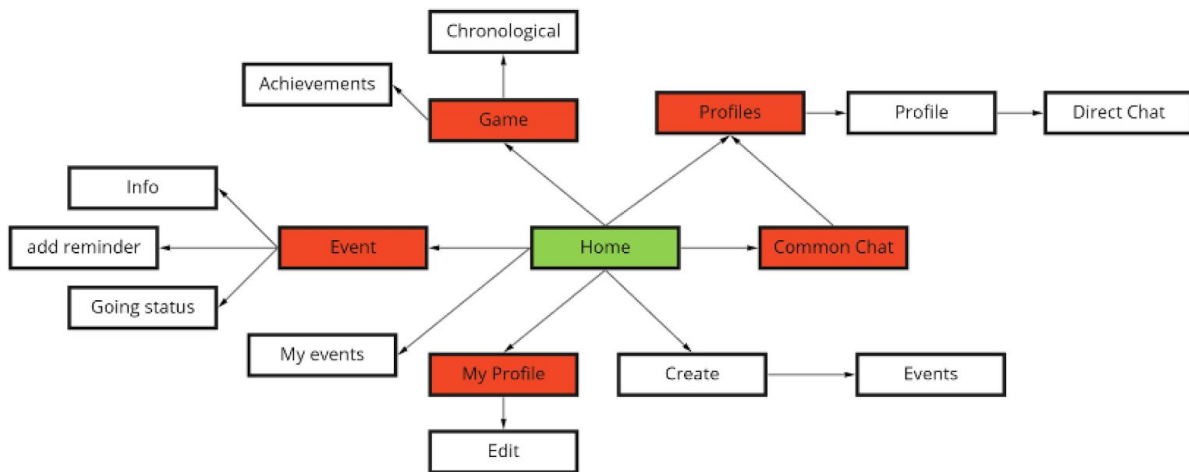 Chronological
Achievements
Game
Profiles
Profile
Direct Chat
Info
add reminder
Event
Home
Common Chat
Going status
My events
My Profile
Create
Events
Edit